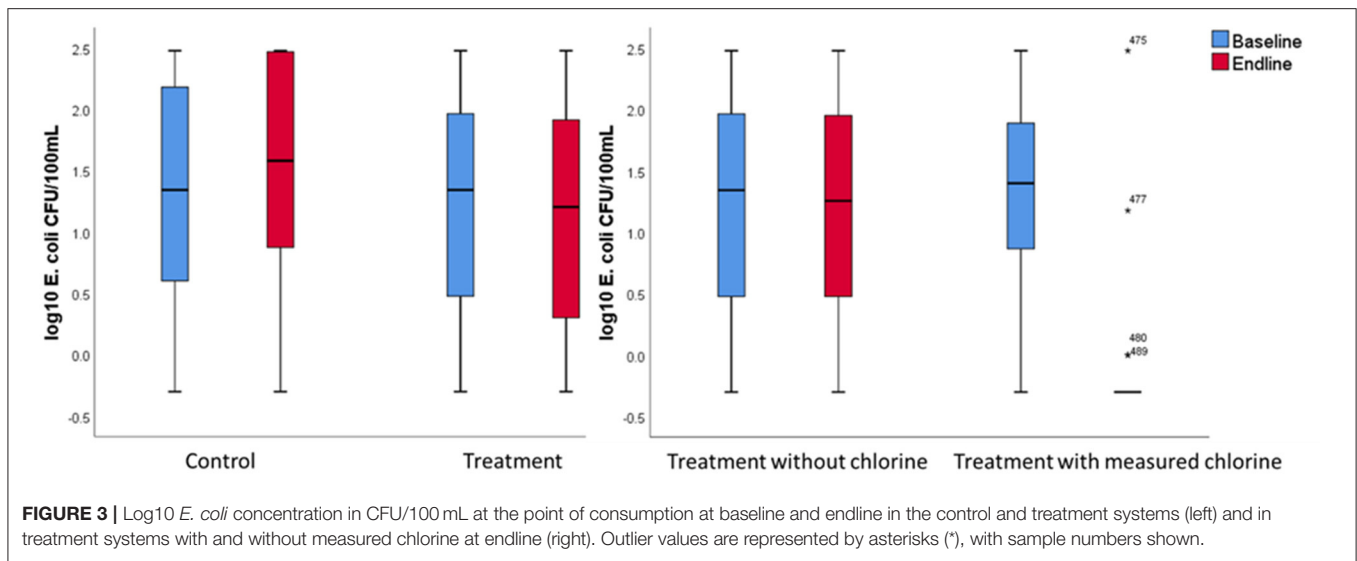 2.5
2.0
1.5
1.0
0.5
0.0
-0.5
log10 E. coli CFU/100mL
Control
Treatment
2.5
2.0
1.5
1.0
0.5
0.0
-0.5
log10 E. coli CFU/100mL
475
477
480
489
Treatment without chlorine
Treatment with measured chlorine
Baseline
Endline
FIGURE 3 | Log10 E. coli concentration in CFU/100 mL at the point of consumption at baseline and endline in the control and treatment systems (left) and in
treatment systems with and without measured chlorine at endline (right). Outlier values are represented by asterisks (*), with sample numbers shown.